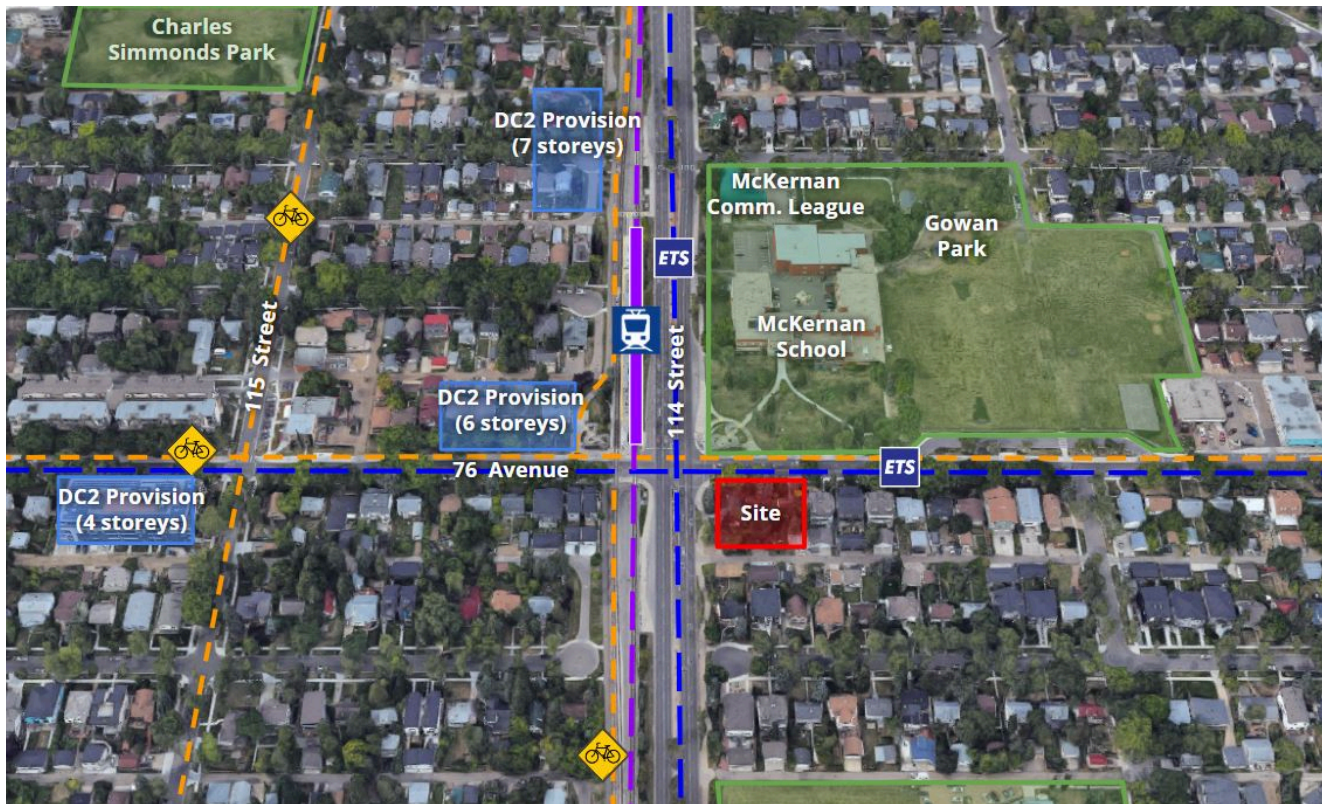 Charles
Simmonds Park
DC2 Provision
(7 storeys)
McKernan
Comm. League
Gowan
Park
ETS
115 Street
114 Street
McKernan
School
DC2 Provision
(6 storeys)
76 Avenue
ETS
DC2 Provision
(4 storeys)
Site